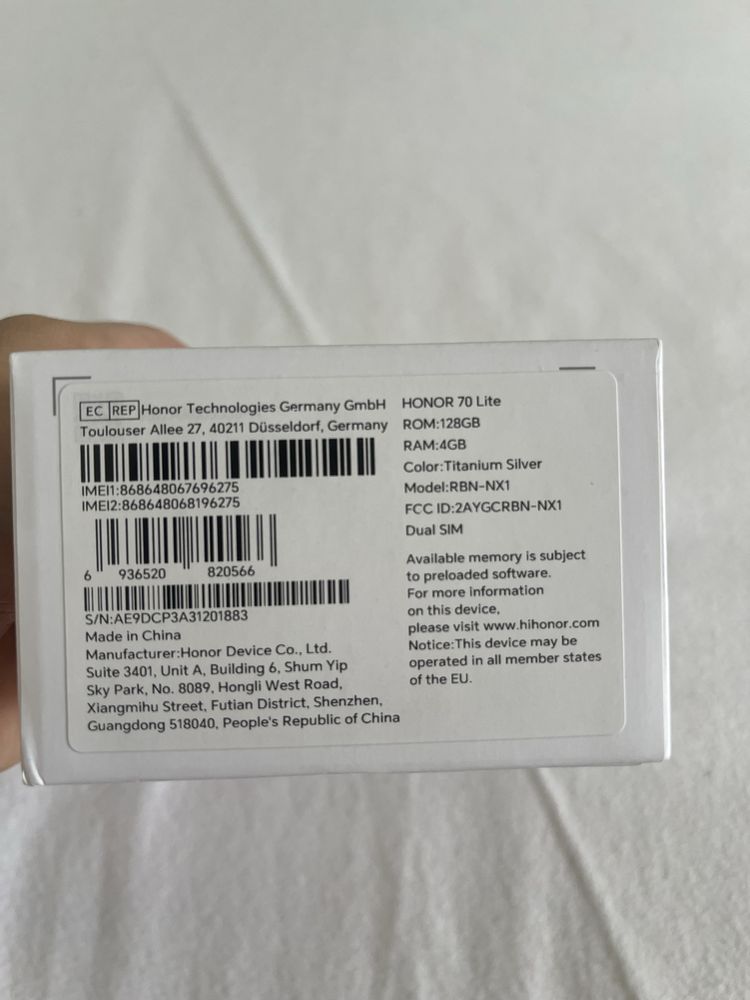 EC REP Honor Technologies Germany GmbH
Toulouser Allee 27, 40211 Düsseldorf, Germany
IMEI1:868648067696275
IMEI2:868648068196275
6 936520 820566
S/N:AE9DCP3A31201883
Made in China
Manufacturer:Honor Device Co., Ltd.
Suite 3401, Unit A, Building 6, Shum Yip
Sky Park, No. 8089, Hongli West Road,
Xiangmihu Street, Futian District, Shenzhen,
Guangdong 518040, People's Republic of China
HONOR 70 Lite
ROM:128GB
RAM:4GB
Color:Titanium Silver
Model:RBN-NX1
FCC ID:2AYGCRBN-NX1
Dual SIM
Available memory is subject
to preloaded software.
For more information
on this device,
please visit www.hihonor.com
Notice:This device may be
operated in all member states
of the EU.